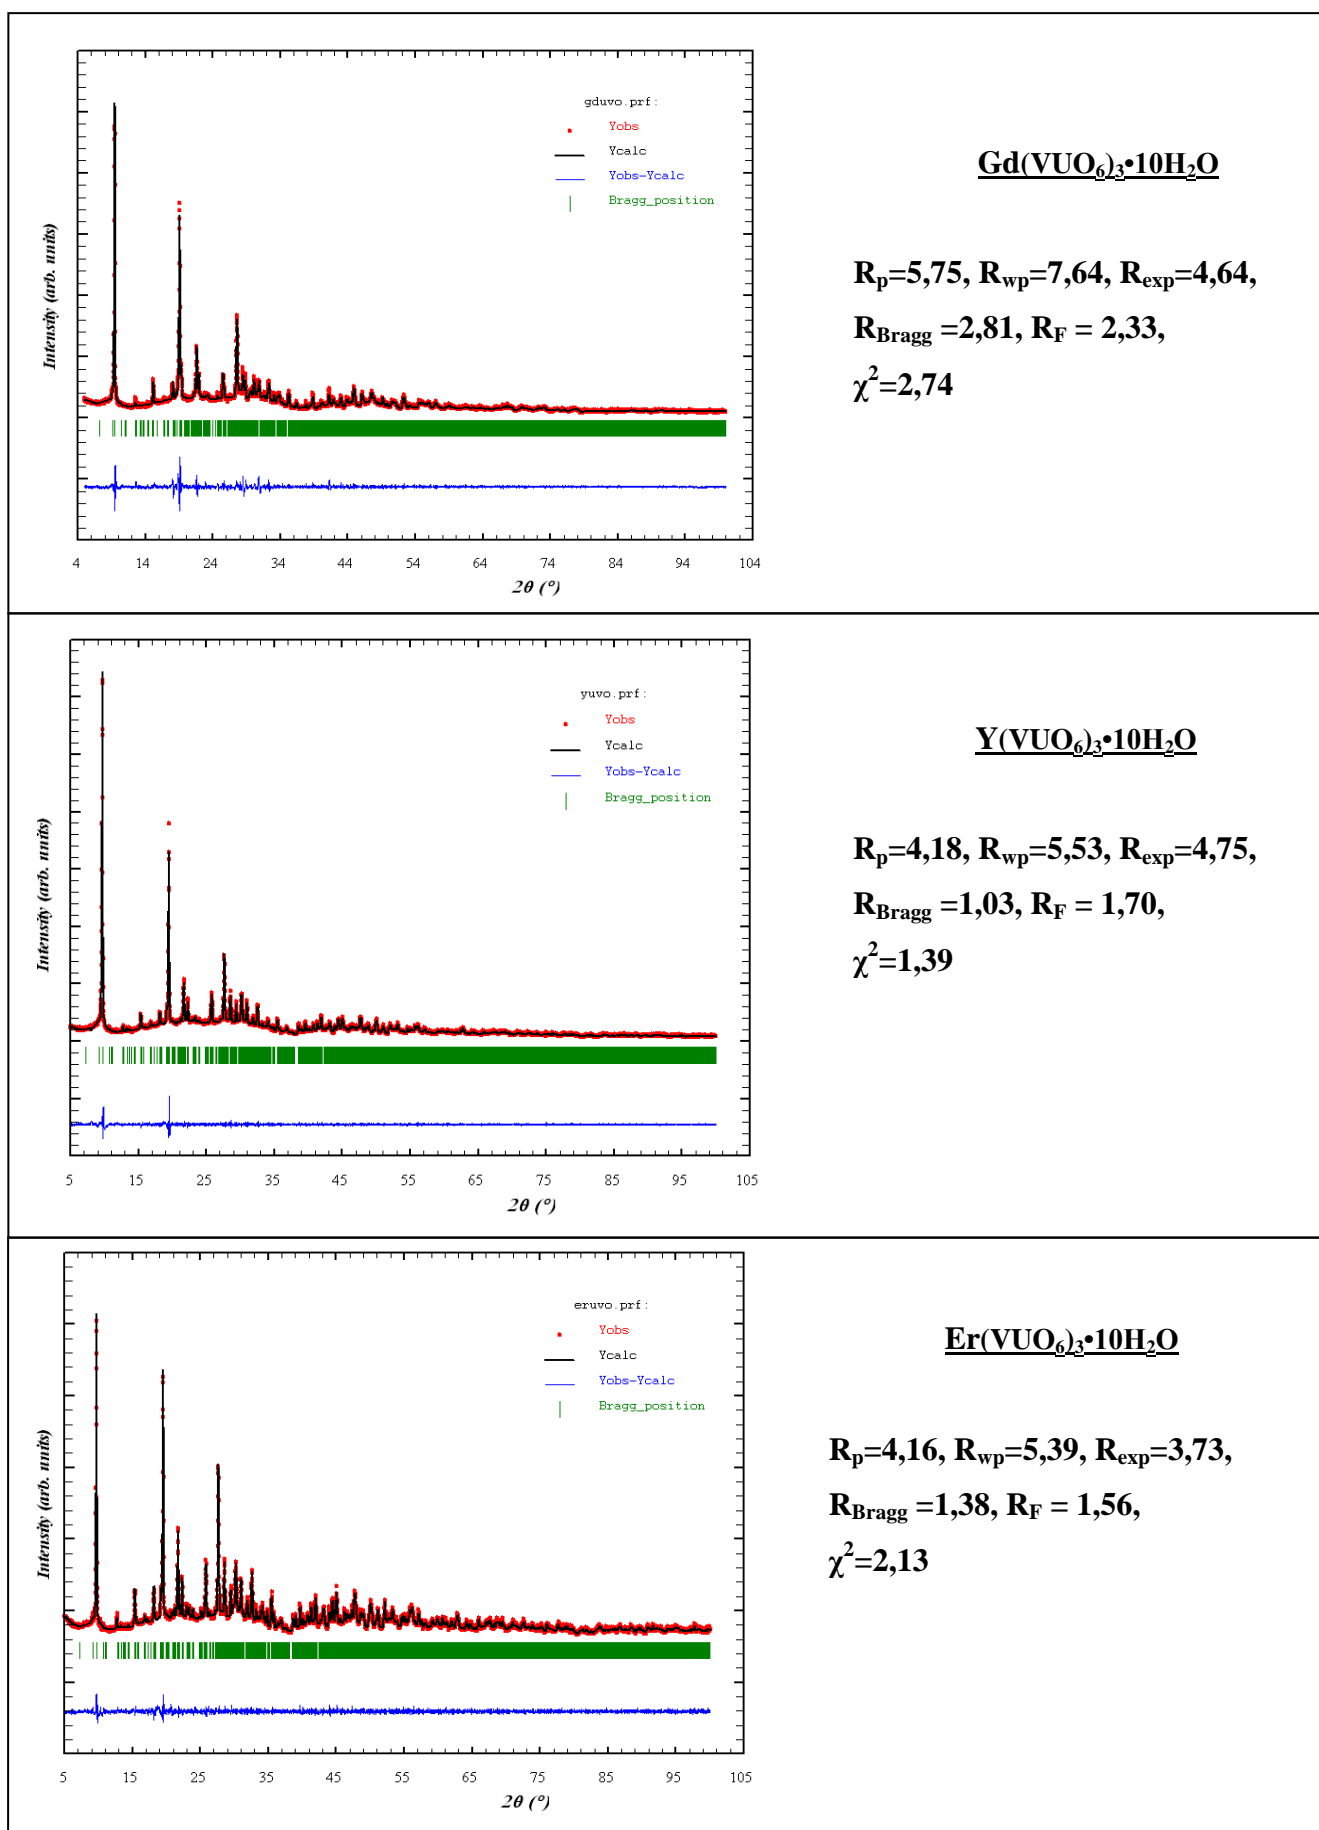 gduvo.prf:
Yobs
Ycalc
Yobs-Ycalc
Bragg_position
Intensity (arb. units)
4 14 24 34 44 54 64 74 84 94 104
2θ (°)
Gd(VUO₆)₃•10H₂O
Rp=5,75, Rwp=7,64, Rexp=4,64,
RBragg =2,81, RF = 2,33,
χ²=2,74
yuvo.prf:
Yobs
Ycalc
Yobs-Ycalc
Bragg_position
Intensity (arb. units)
5 15 25 35 45 55 65 75 85 95 105
2θ (°)
Y(VUO₆)₃•10H₂O
Rp=4,18, Rwp=5,53, Rexp=4,75,
RBragg =1,03, RF = 1,70,
χ²=1,39
eruvo.prf:
Yobs
Ycalc
Yobs-Ycalc
Bragg_position
Intensity (arb. units)
5 15 25 35 45 55 65 75 85 95 105
2θ (°)
Er(VUO₆)₃•10H₂O
Rp=4,16, Rwp=5,39, Rexp=3,73,
RBragg =1,38, RF = 1,56,
χ²=2,13